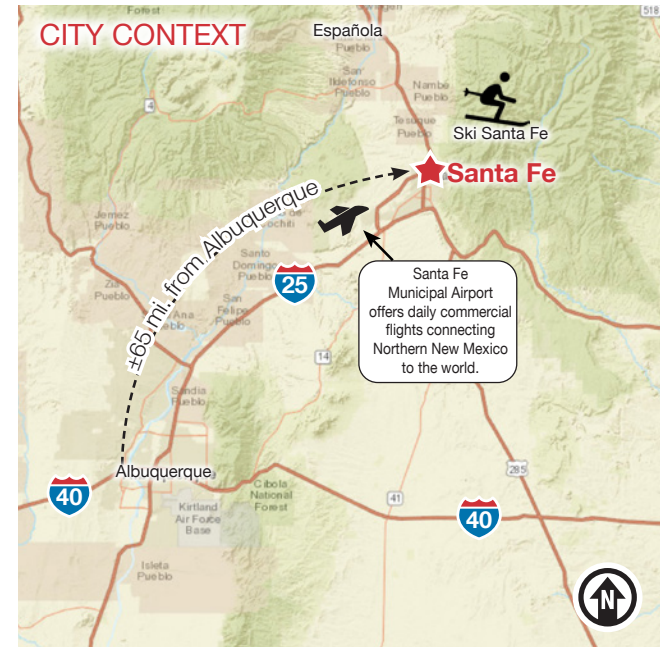 CITY CONTEXT
Española
518
Pueblo
San
Ildefonso
Pueblo
Nambé
Pueblo
4
Tesuque
Pueblo
Ski Santa Fe
Santa Fe
±65 mi. from Albuquerque
Jemez
Pueblo
de
Cochiti
Santo
Domingo
Pueblo
25
Zia
Pueblo
Ana
San
Felipe
Pueblo
Santa Fe
Municipal Airport
offers daily commercial
flights connecting
Northern New Mexico
to the world.
14
Sandia
Pueblo
Albuquerque
285
40
Cibola
National
Forest
41
40
Kirtland
Air Force
Base
Isleta
Pueblo
N